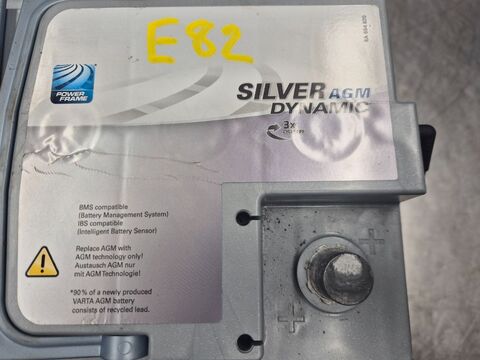 E82
POWER
FRAME
SILVER AGM
DYNAMIC
3x
BMS compatible
(Battery Management System)
IBS compatible
(Intelligent Battery Sensor)
Replace AGM with
AGM technology only!
Austausch AGM nur
mit AGM Technologie!
*90% of a newly produced
VARTA AGM battery
consists of recycled lead.
+
+